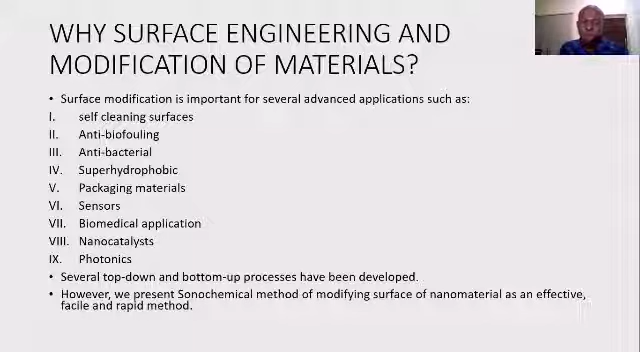 WHY SURFACE ENGINEERING AND
MODIFICATION OF MATERIALS?
• Surface modification is important for several advanced applications such as:
I. self cleaning surfaces
II. Anti-biofouling
III. Anti-bacterial
IV. Superhydrophobic
V. Packaging materials
VI. Sensors
VII. Biomedical application
VIII. Nanocatalysts
IX. Photonics
• Several top-down and bottom-up processes have been developed.
• However, we present Sonochemical method of modifying surface of nanomaterial as an effective,
facile and rapid method.